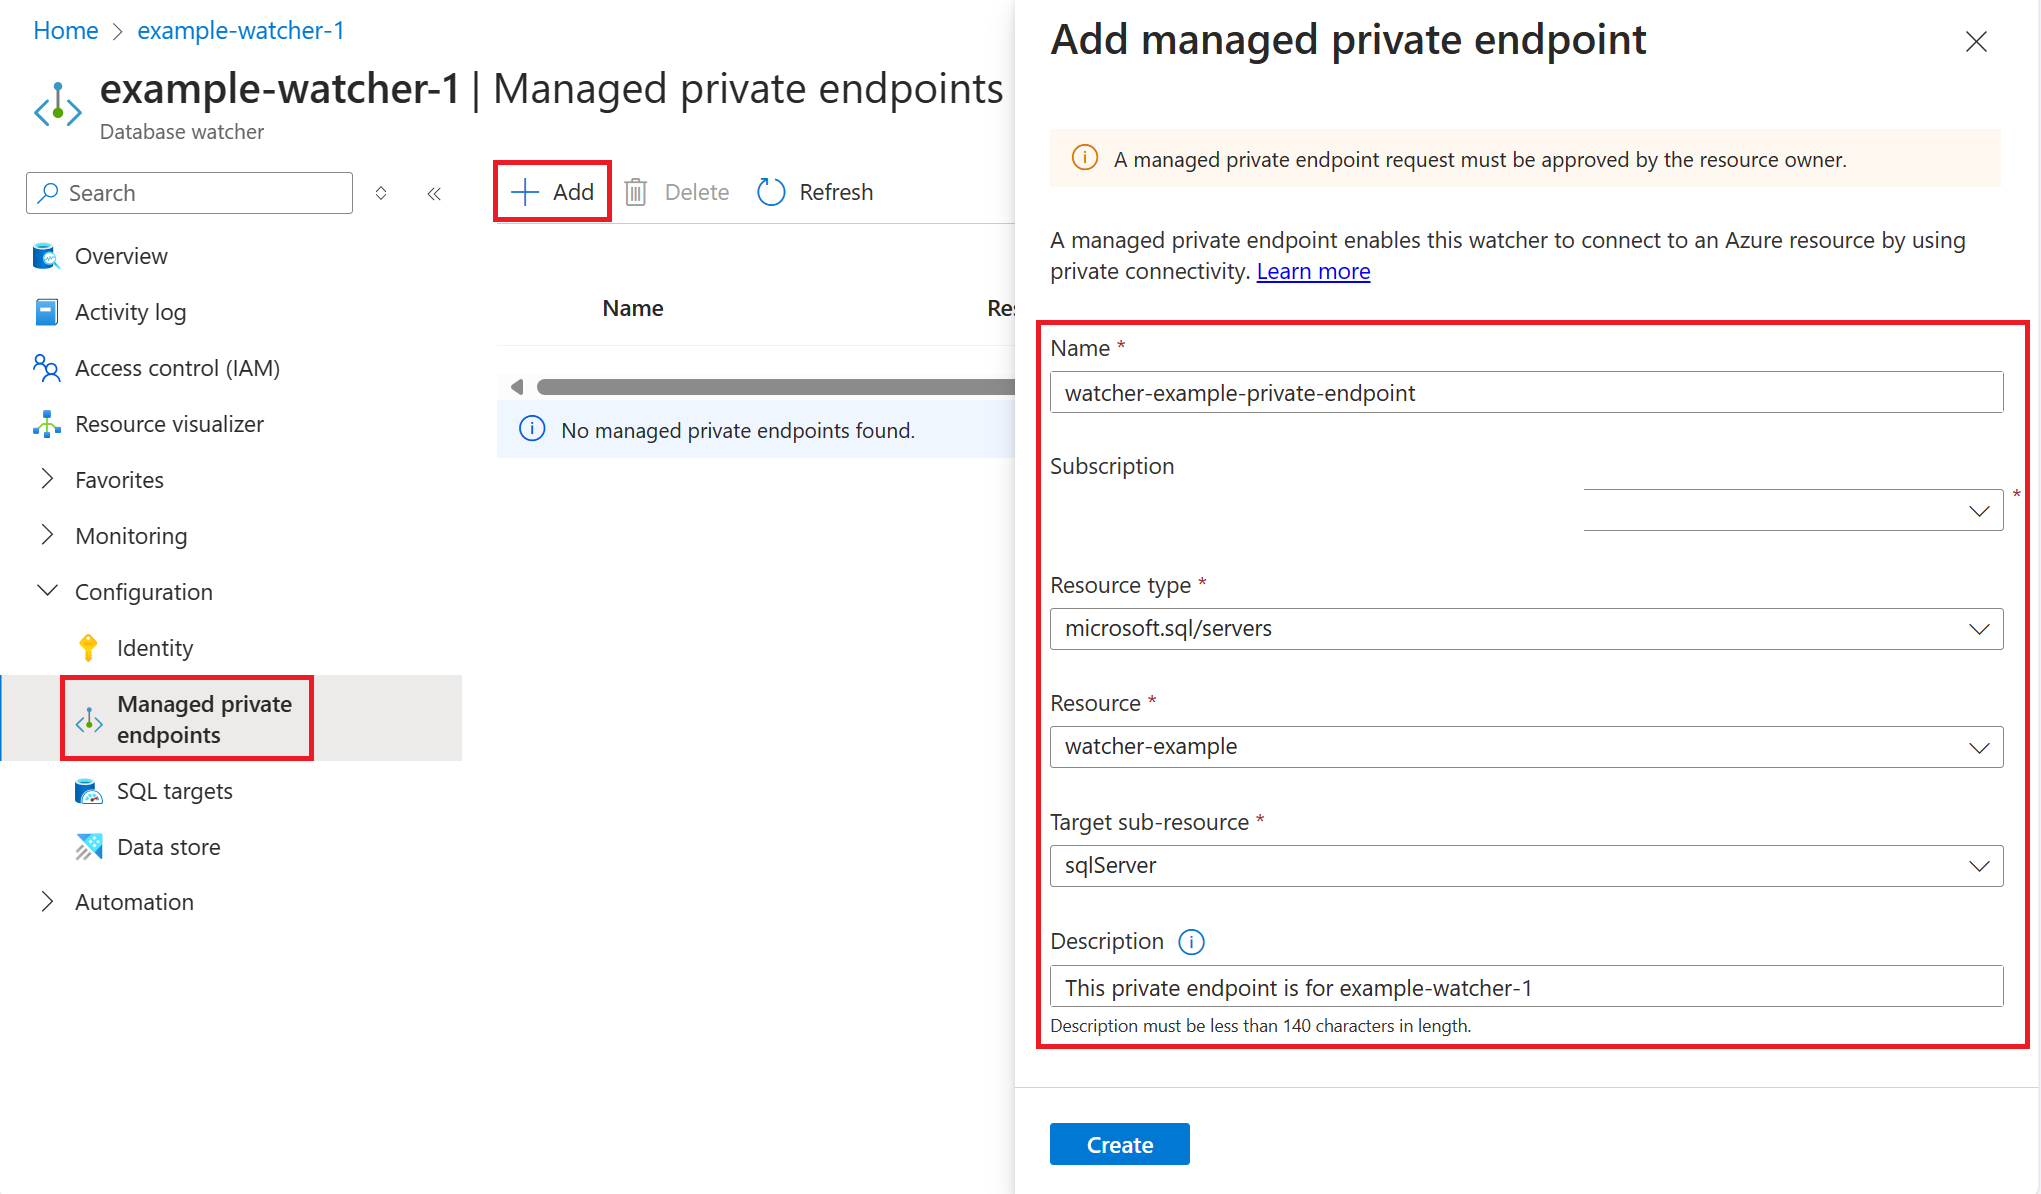 Home > example-watcher-1
example-watcher-1 | Managed private endpoints
Database watcher
Search
Overview
Activity log
Access control (IAM)
Resource visualizer
Favorites
Monitoring
Configuration
Identity
Managed private
endpoints
SQL targets
Data store
Automation
Add Delete Refresh
Name Res
No managed private endpoints found.
Add managed private endpoint
A managed private endpoint request must be approved by the resource owner.
A managed private endpoint enables this watcher to connect to an Azure resource by using
private connectivity. Learn more
Name *
watcher-example-private-endpoint
Subscription
*
Resource type *
microsoft.sql/servers
Resource *
watcher-example
Target sub-resource *
sqlServer
Description
This private endpoint is for example-watcher-1
Description must be less than 140 characters in length.
Create